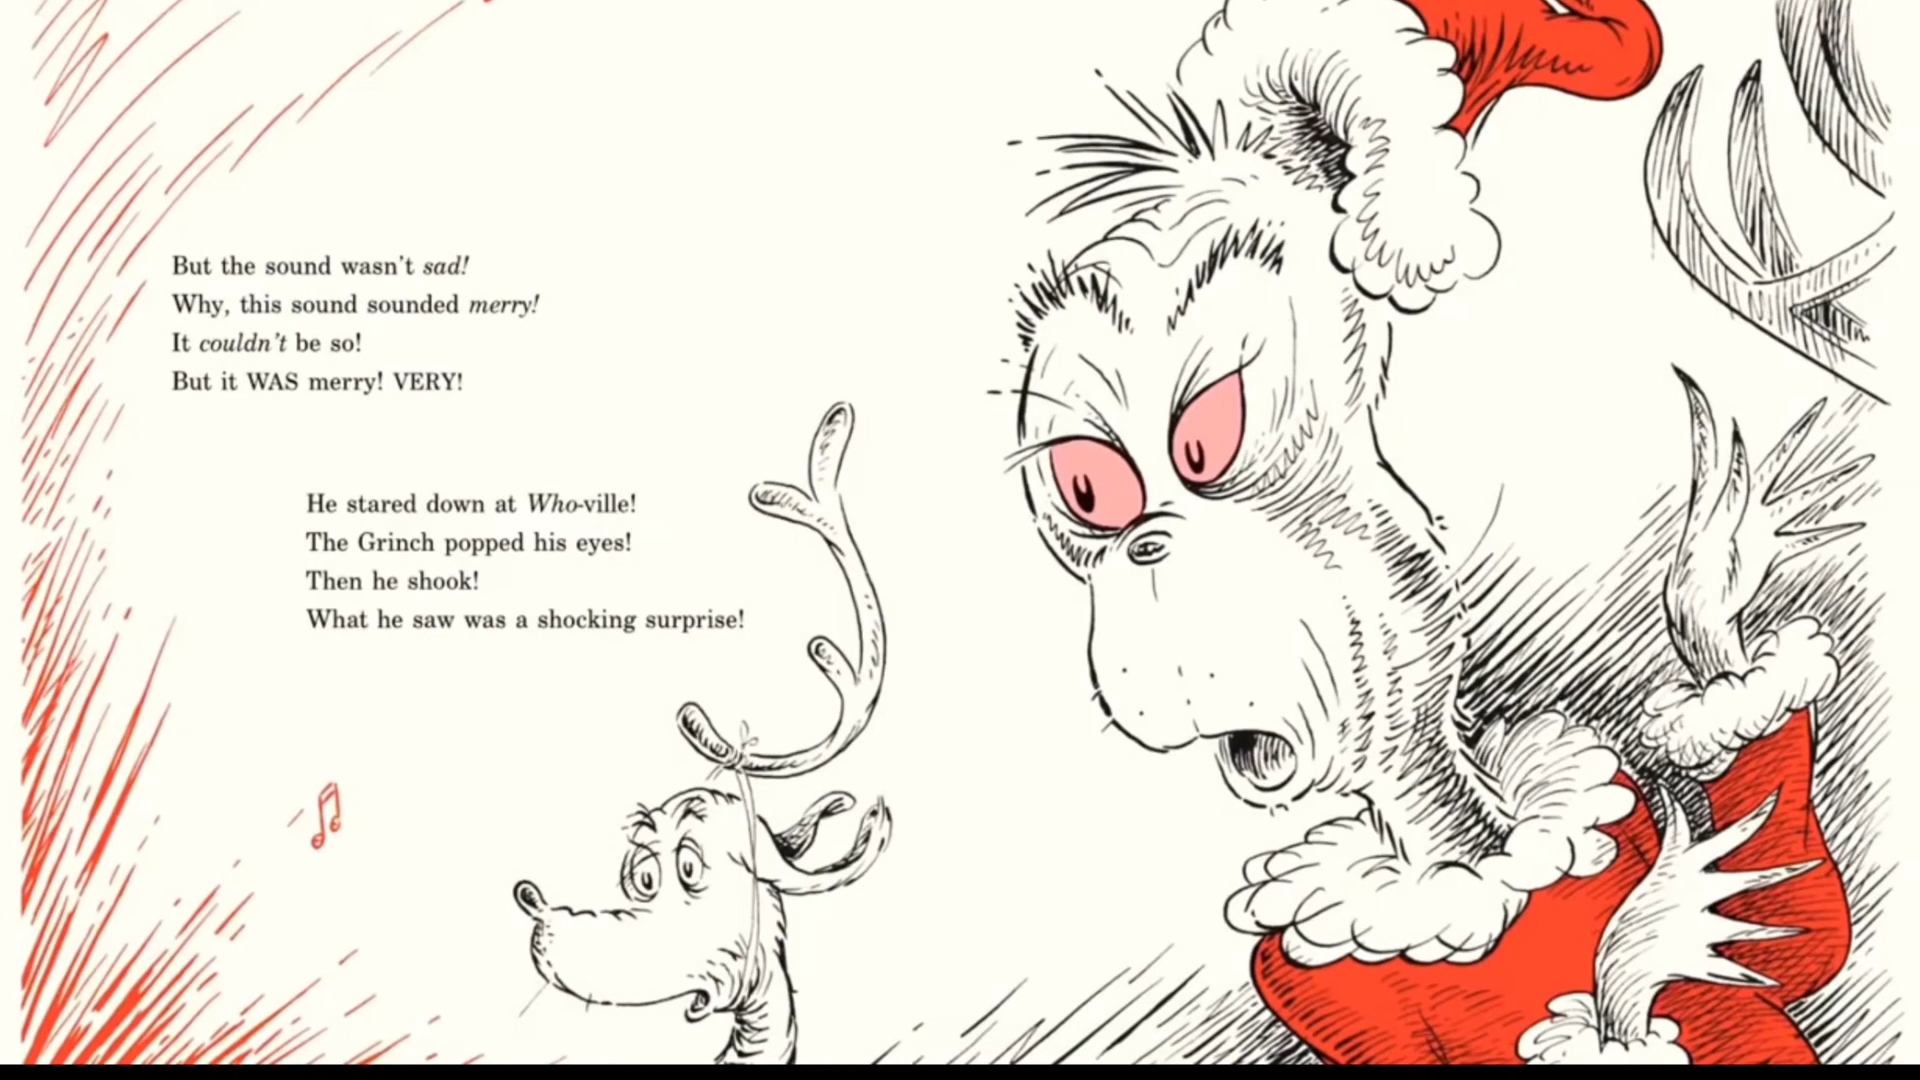 But the sound wasn't sad!
Why, this sound sounded merry!
It couldn't be so!
But it WAS merry! VERY!
He stared down at Who-ville!
The Grinch popped his eyes!
Then he shook!
What he saw was a shocking surprise!